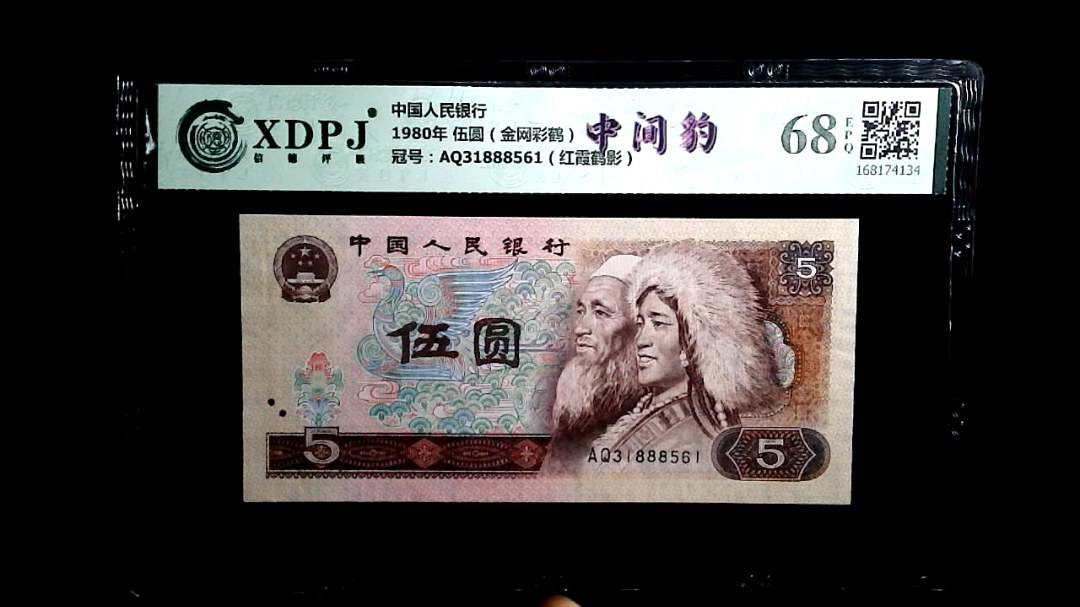 XDPJ
信德评级
中国人民银行
1980年 伍圆（金网彩鹤）
冠号：AQ31888561（红霞鹤影）
中间豹
68
EPQ
168174134
中国人民银行
5
伍圆
5
AQ31888561
5